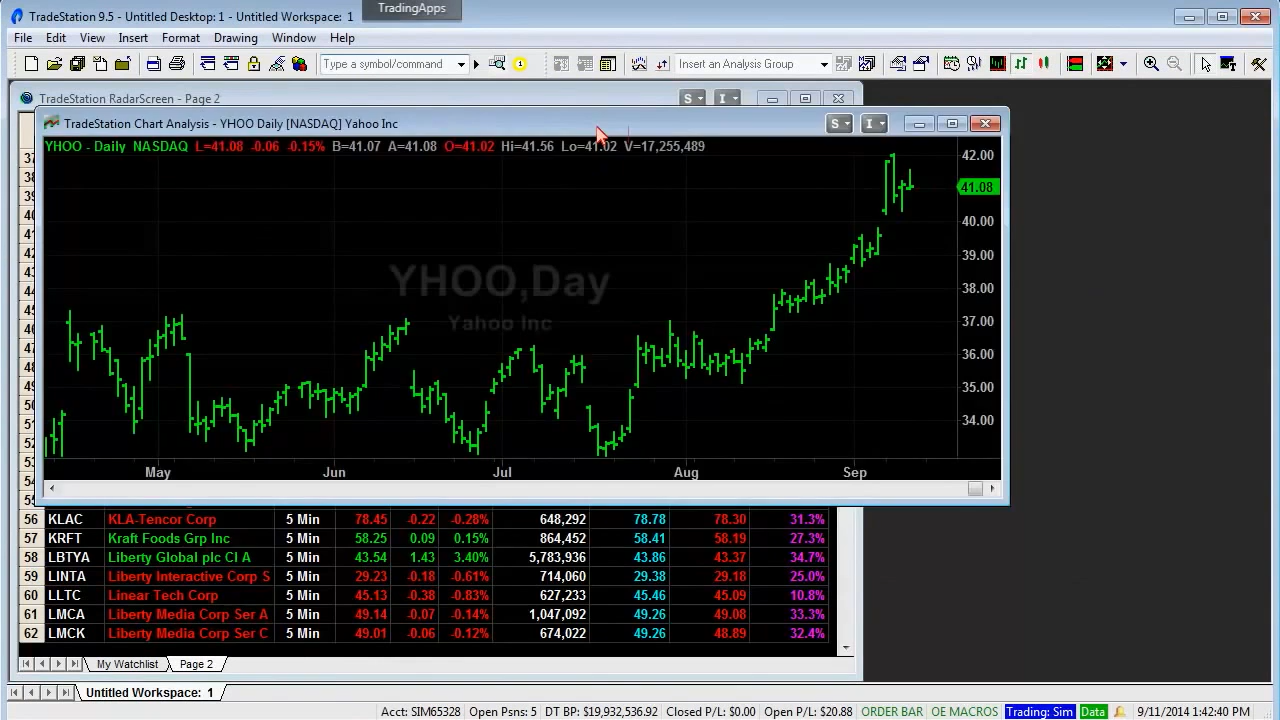 TradeStation 9.5 - Untitled Desktop: 1 - Untitled Workspace: 1
TradingApps
File Edit View Insert Format Drawing Window Help
Type a symbol/command
Insert an Analysis Group
TradeStation RadarScreen - Page 2
S I
TradeStation Chart Analysis - YHOO Daily [NASDAQ] Yahoo Inc
S I
YHOO - Daily NASDAQ L=41.08 -0.06 -0.15% B=41.07 A=41.08 O=41.02 Hi=41.56 Lo=41.02 V=17,255,489
42.00
41.08
40.00
39.00
38.00
37.00
36.00
35.00
34.00
YHOO,Day
Yahoo Inc
May Jun Jul Aug Sep
56 KLAC KLA-Tencor Corp 5 Min 78.45 -0.22 -0.28% 648,292 78.78 78.30 31.3%
57 KRFT Kraft Foods Grp Inc 5 Min 58.25 0.09 0.15% 864,452 58.41 58.19 27.3%
58 LBTYA Liberty Global plc Cl A 5 Min 43.54 1.43 3.40% 5,783,936 43.86 43.37 34.7%
59 LINTA Liberty Interactive Corp S 5 Min 29.23 -0.18 -0.61% 714,060 29.38 29.18 25.0%
60 LLTC Linear Tech Corp 5 Min 45.13 -0.38 -0.83% 627,233 45.46 45.09 10.8%
61 LMCA Liberty Media Corp Ser A 5 Min 49.14 -0.07 -0.14% 1,047,092 49.26 49.08 33.3%
62 LMCK Liberty Media Corp Ser C 5 Min 49.01 -0.06 -0.12% 674,022 49.26 48.89 32.4%
My Watchlist Page 2
Untitled Workspace: 1
Acct: SIM65328 Open Psns: 5 DT BP: $19,932,536.92 Closed P/L: $0.00 Open P/L: $20.88 ORDER BAR OE MACROS Trading: Sim Data 9/11/2014 1:42:40 PM